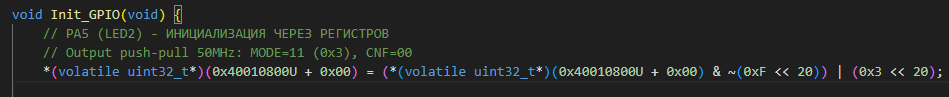 void Init_GPIO(void) {
// PA5 (LED2) - ИНИЦИАЛИЗАЦИЯ ЧЕРЕЗ РЕГИСТРОВ
// Output push-pull 50MHz: MODE=11 (0x3), CNF=00
*(volatile uint32_t*)(0x40010800U + 0x00) = (*(volatile uint32_t*)(0x40010800U + 0x00) & ~(0xF << 20)) | (0x3 << 20);